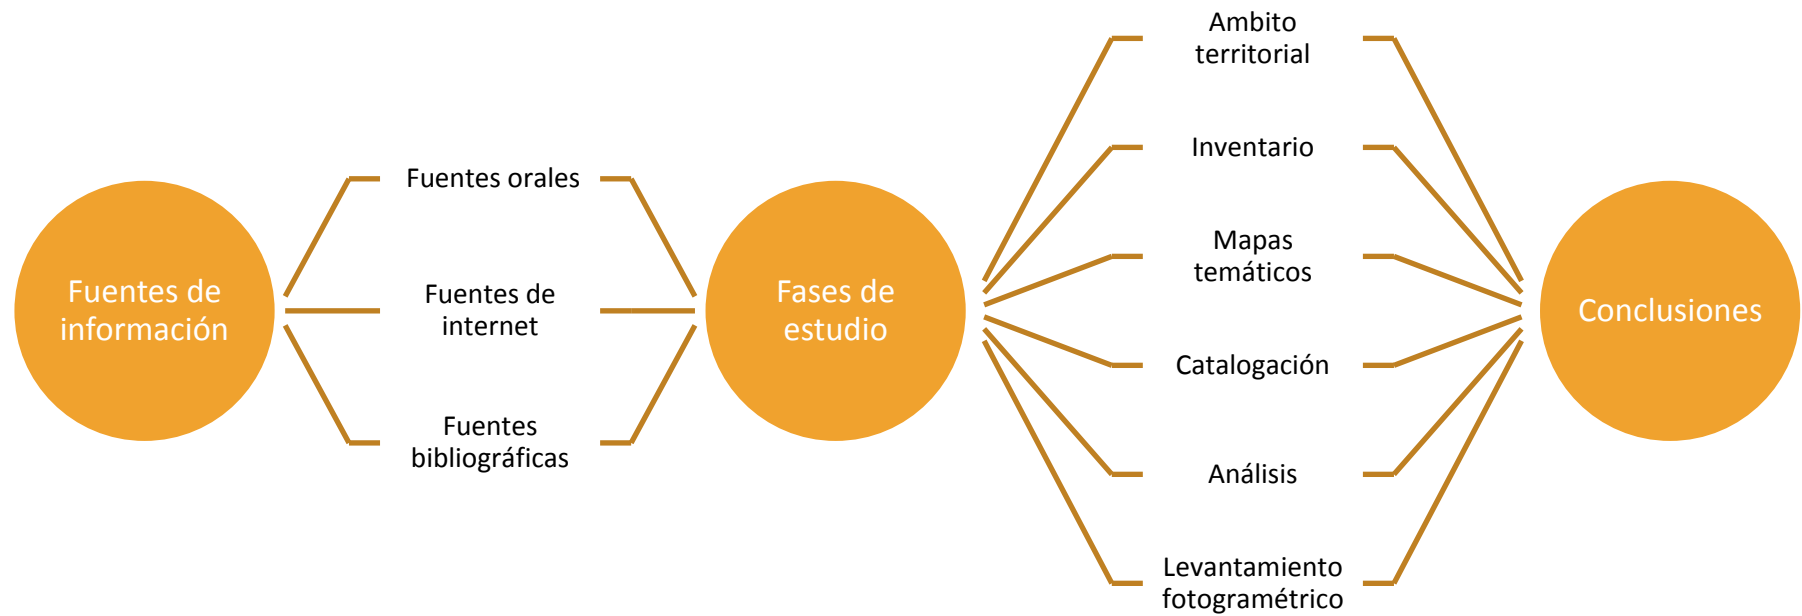 Fuentes de
información
Fuentes orales
Fuentes de
internet
Fuentes
bibliográficas
Fases de
estudio
Ambito
territorial
Inventario
Mapas
temáticos
Catalogación
Análisis
Levantamiento
fotogramétrico
Conclusiones